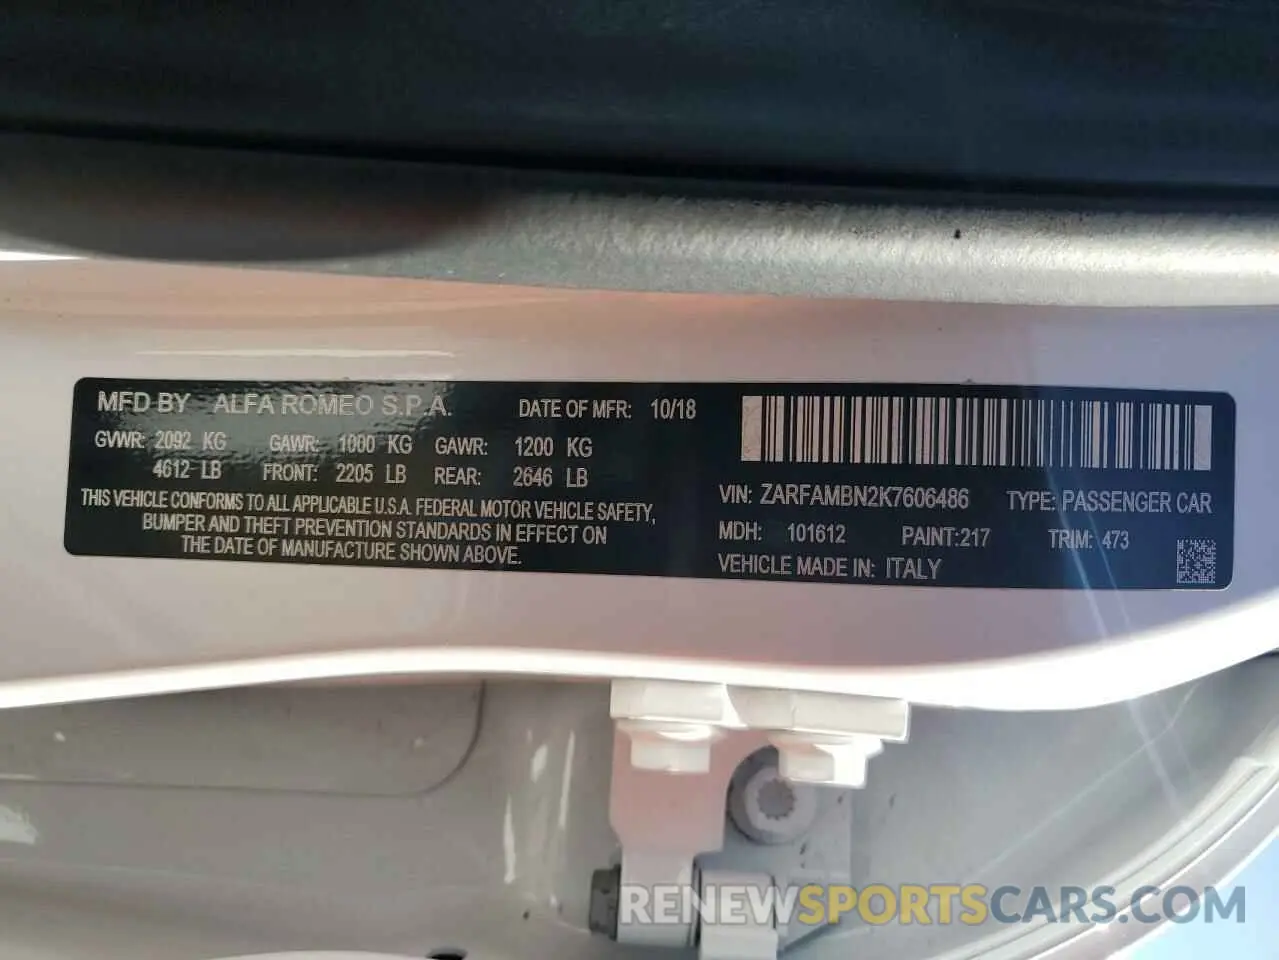 MFD BY ALFA ROMEO S.P.A. DATE OF MFR: 10/18
GVWR: 2092 KG GAWR: 1000 KG GAWR: 1200 KG
4612 LB FRONT: 2205 LB REAR: 2646 LB
THIS VEHICLE CONFORMS TO ALL APPLICABLE U.S.A. FEDERAL MOTOR VEHICLE SAFETY,
BUMPER AND THEFT PREVENTION STANDARDS IN EFFECT ON
THE DATE OF MANUFACTURE SHOWN ABOVE.
VIN: ZARFAMBN2K7606486 TYPE: PASSENGER CAR
MDH: 101612 PAINT:217 TRIM: 473
VEHICLE MADE IN: ITALY
RENEWSPORTSCARS.COM